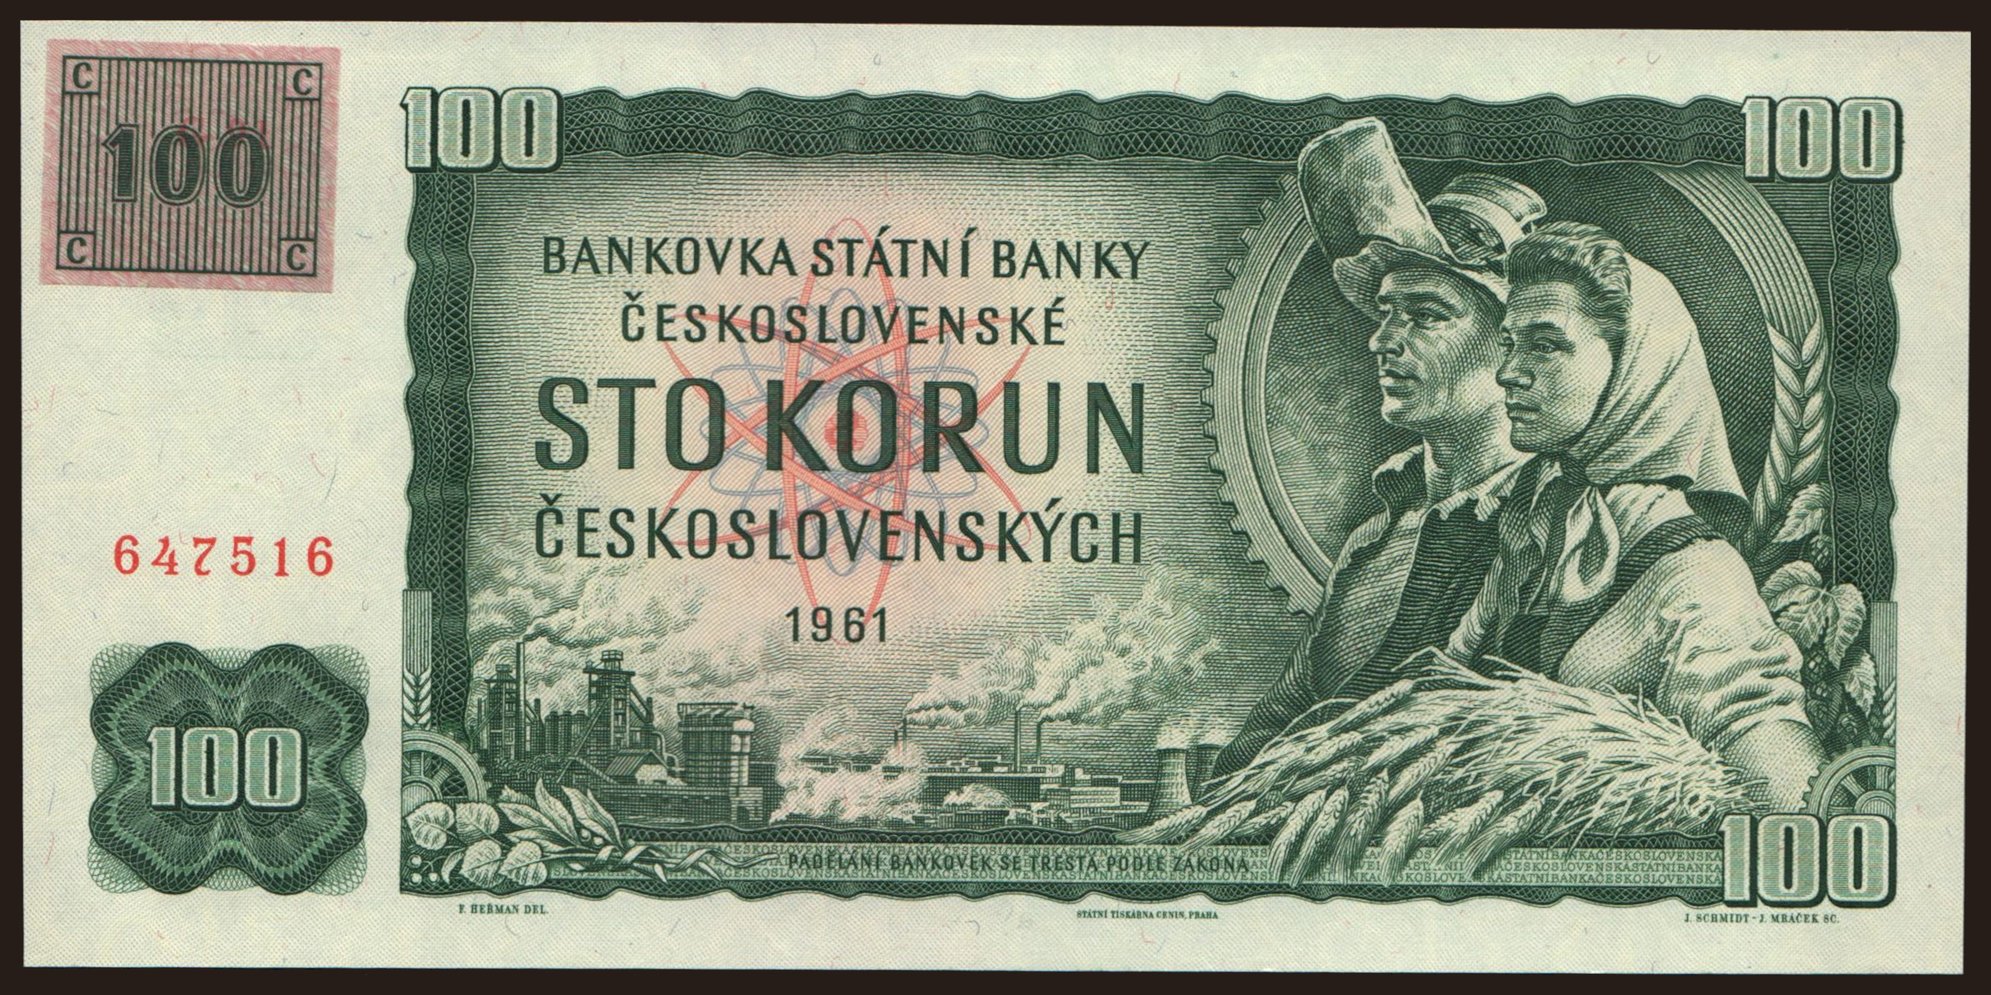 C C
100
C C
100
100
BANKOVKA STÁTNÍ BANKY
ČESKOSLOVENSKÉ
STO KORUN
ČESKOSLOVENSKÝCH
1961
647516
100
PADĚLÁNÍ BANKOVEK SE TRESTÁ PODLE ZÁKONA
100
F. HEŘMAN DEL.
STÁTNÍ TISKÁRNA CENIN, PRAHA
J. SCHMIDT - J. MRÁČEK SC.